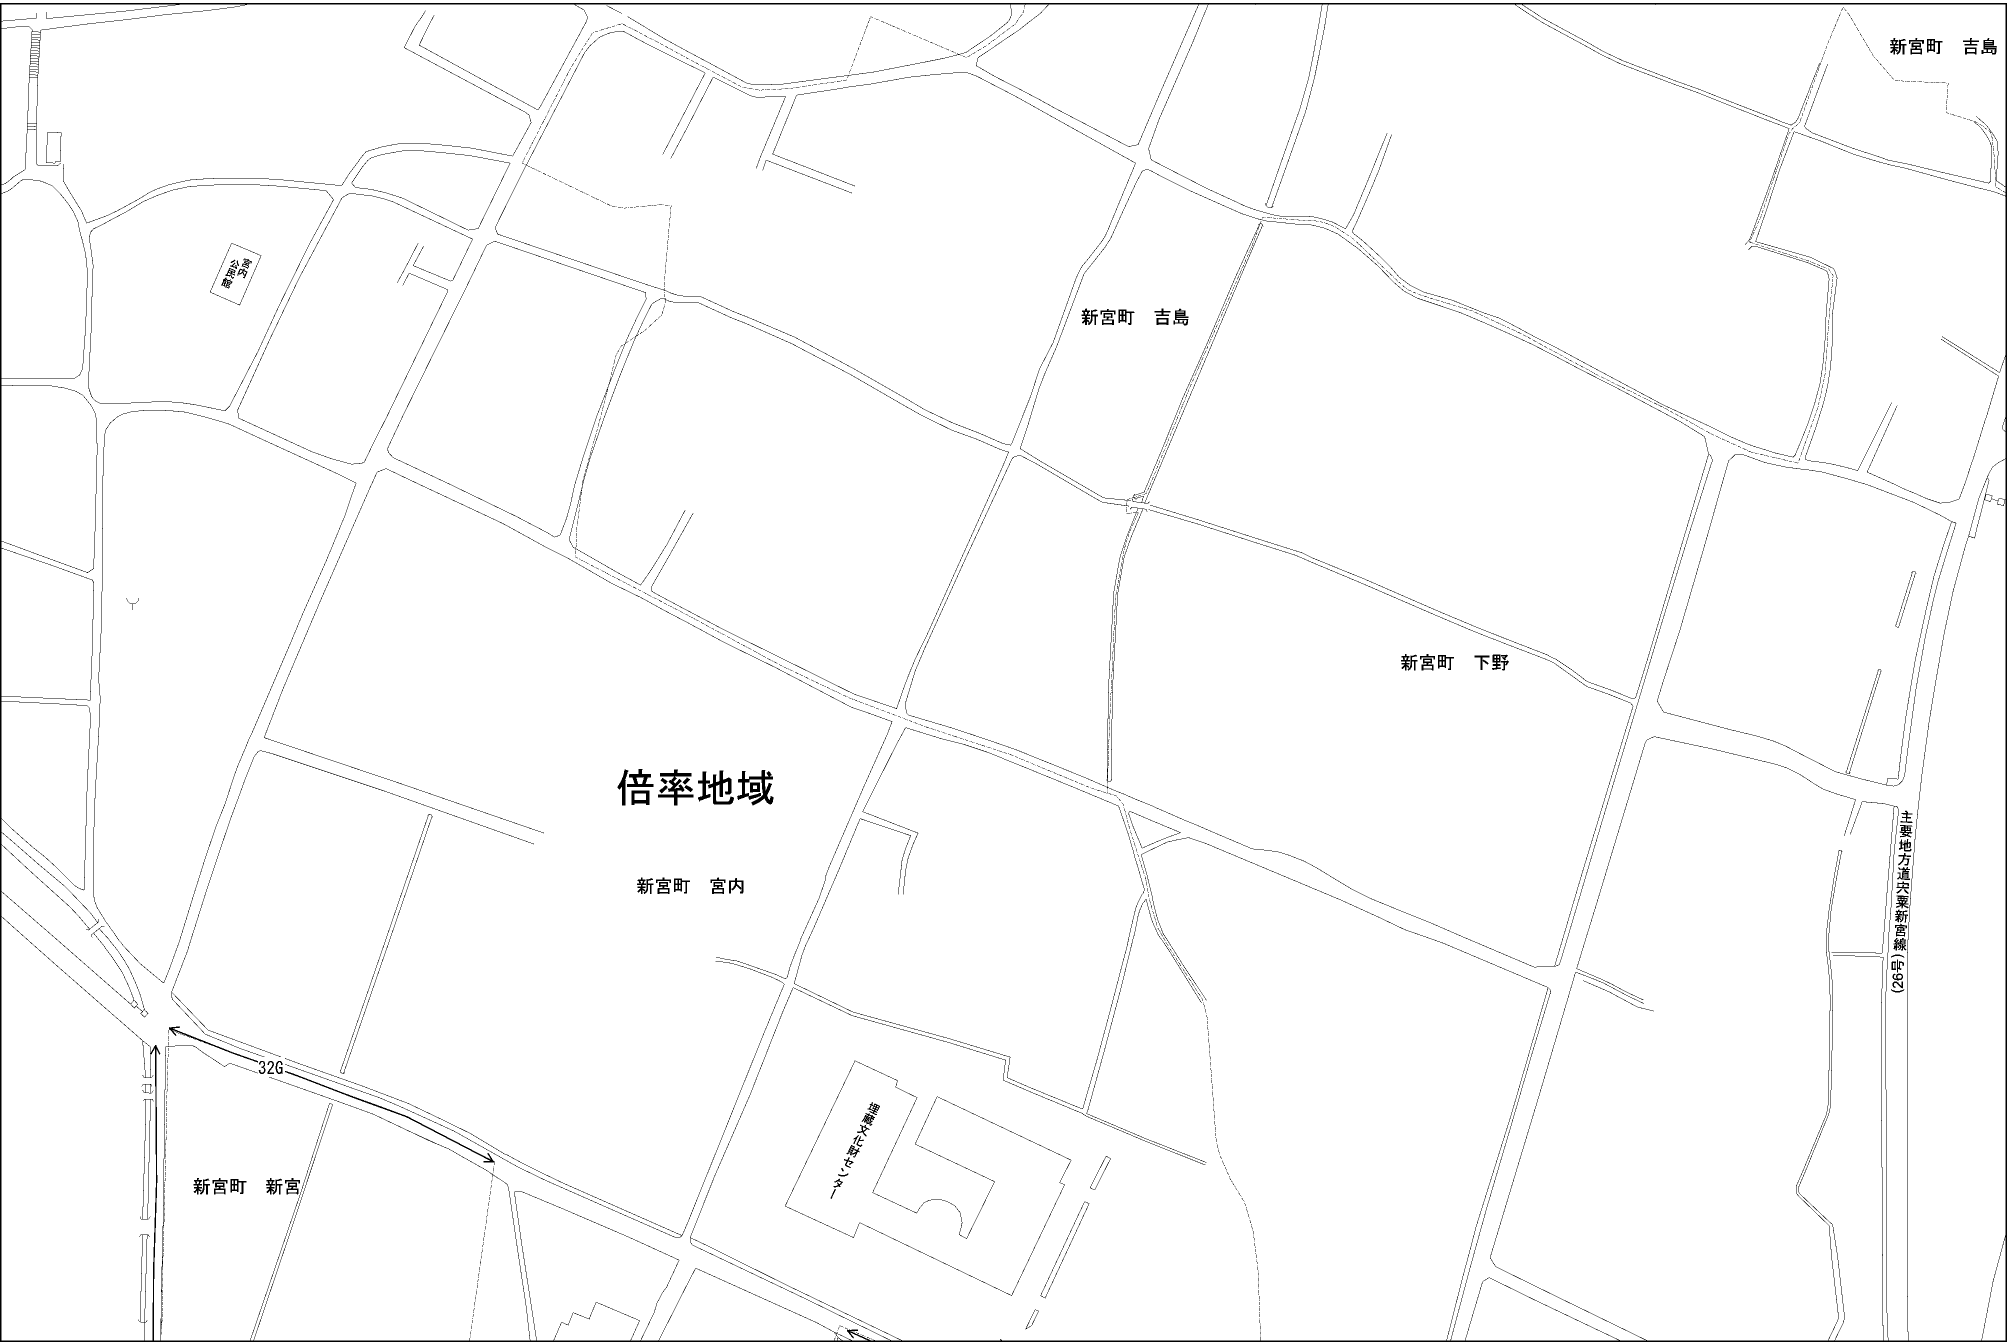 新宮町　吉島
宮内
公民館
新宮町　吉島
新宮町　下野
倍率地域
新宮町　宮内
主要地方道宍粟新宮線(26号)
32G
埋蔵文化財センター
新宮町　新宮